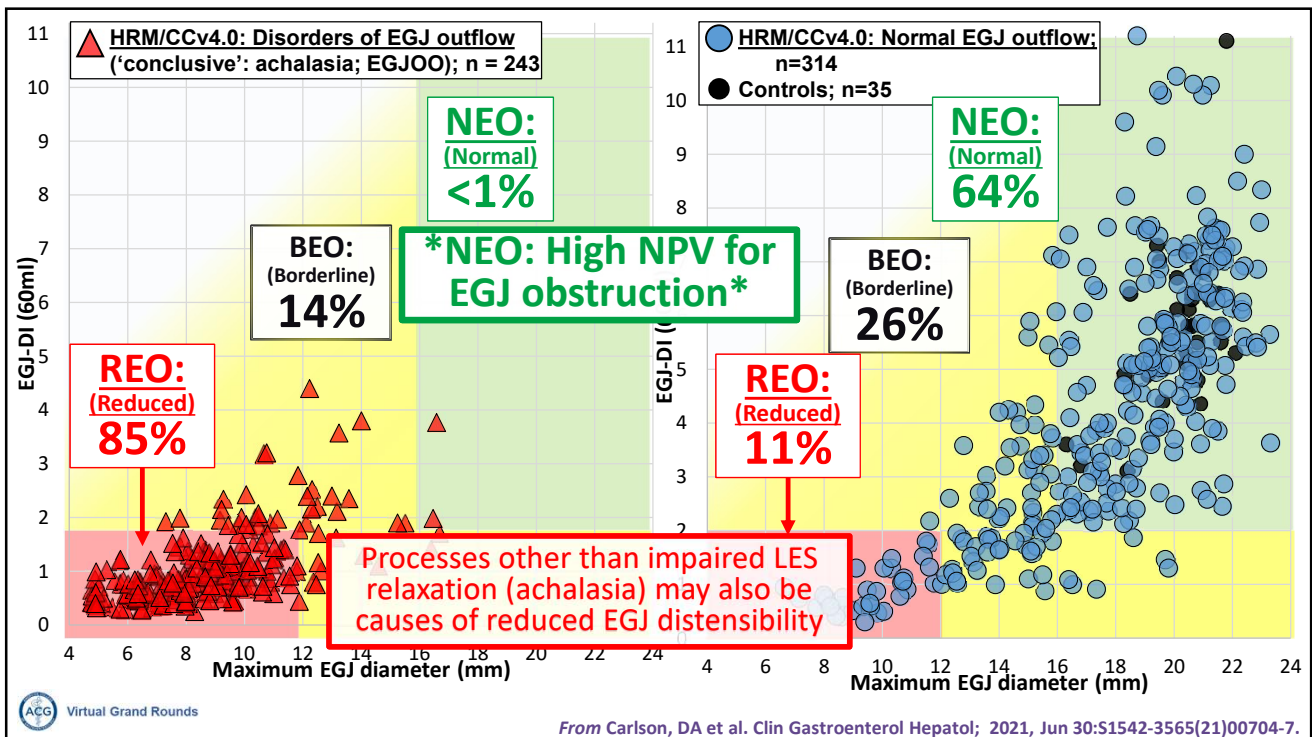 HRM/CCv4.0: Disorders of EGJ outflow
('conclusive': achalasia; EGJOO); n = 243
NEO:
(Normal)
<1%
BEO:
(Borderline)
14%
REO:
(Reduced)
85%
EGJ-DI (60ml)
11
10
9
8
7
6
5
4
3
2
1
0
4 6 8 10 12 14 16 18 20 22 24
Maximum EGJ diameter (mm)
*NEO: High NPV for
EGJ obstruction*
Processes other than impaired LES
relaxation (achalasia) may also be
causes of reduced EGJ distensibility
HRM/CCv4.0: Normal EGJ outflow;
n=314
Controls; n=35
NEO:
(Normal)
64%
BEO:
(Borderline)
26%
REO:
(Reduced)
11%
EGJ-DI (
11
10
9
8
7
6
5
4
3
2
4 6 8 10 12 14 16 18 20 22 24
Maximum EGJ diameter (mm)
ACG
Virtual Grand Rounds
From Carlson, DA et al. Clin Gastroenterol Hepatol; 2021, Jun 30:S1542-3565(21)00704-7.